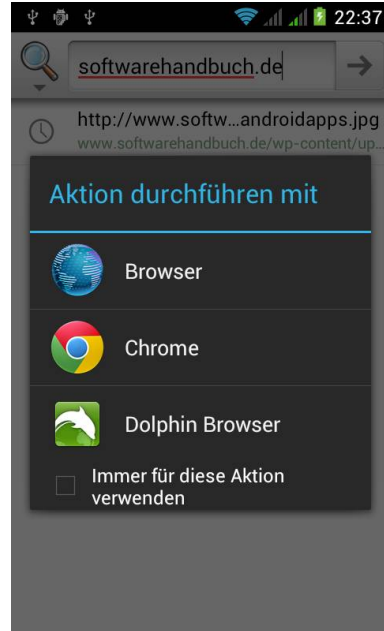 22:37
softwarehandbuch.de
http://www.softw...androidapps.jpg
www.softwarehandbuch.de/wp-content/up...
Aktion durchführen mit
Browser
Chrome
Dolphin Browser
Immer für diese Aktion
verwenden